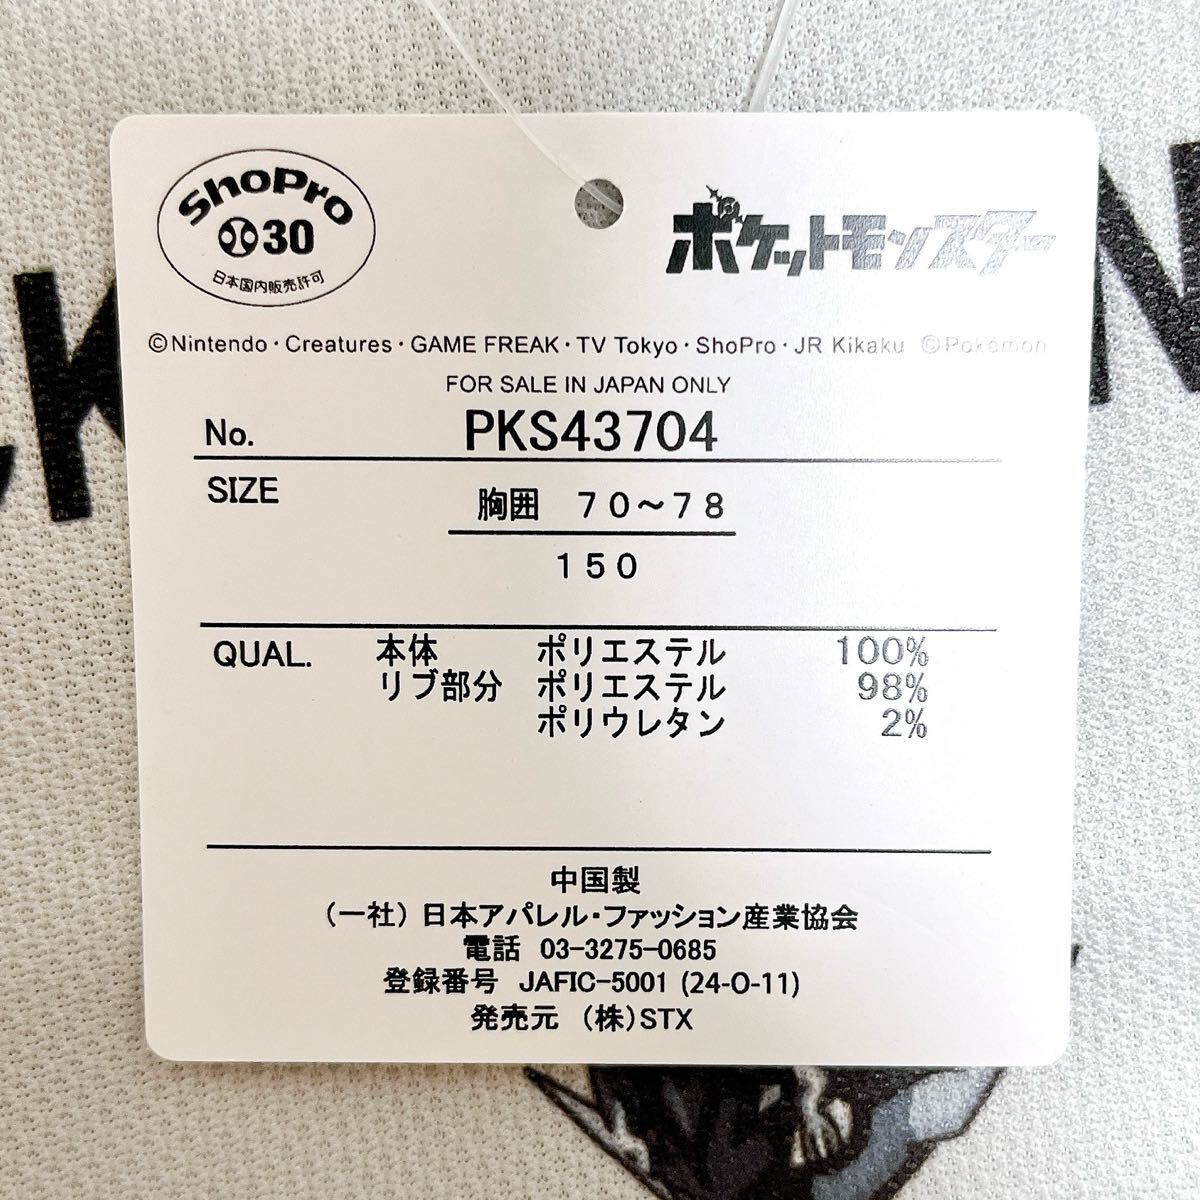 ShoPro
30
日本国内販売許可
ポケットモンスター
©Nintendo・Creatures・GAME FREAK・TV Tokyo・ShoPro・JR Kikaku ©Pokémon
FOR SALE IN JAPAN ONLY
No. PKS43704
SIZE 胸囲 70～78
150
QUAL. 本体 ポリエステル 100%
リブ部分 ポリエステル 98%
ポリウレタン 2%
中国製
(一社) 日本アパレル・ファッション産業協会
電話 03-3275-0685
登録番号 JAFIC-5001 (24-O-11)
発売元 (株)STX